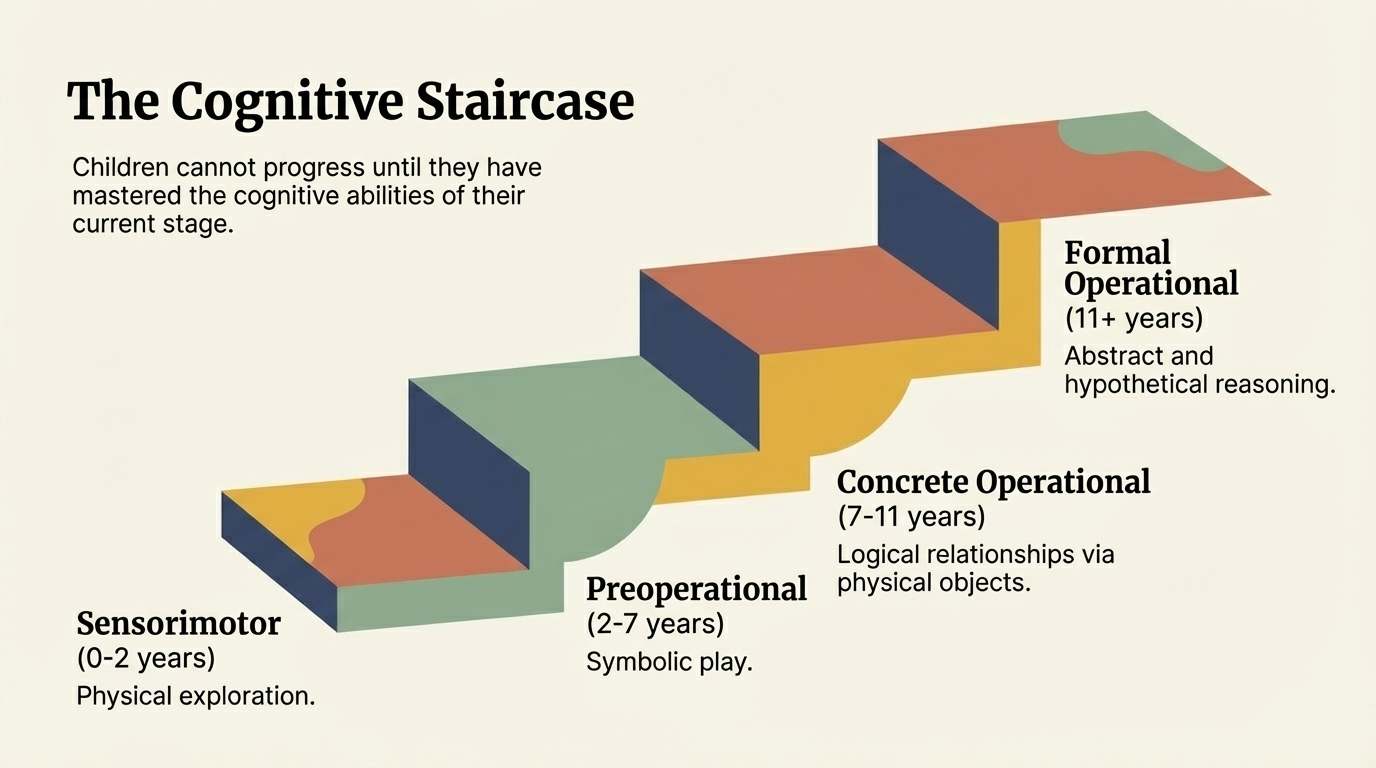 The Cognitive Staircase
Children cannot progress until they have
mastered the cognitive abilities of their
current stage.
Sensorimotor
(0-2 years)
Physical exploration.
Preoperational
(2-7 years)
Symbolic play.
Concrete Operational
(7-11 years)
Logical relationships via
physical objects.
Formal
Operational
(11+ years)
Abstract and
hypothetical reasoning.